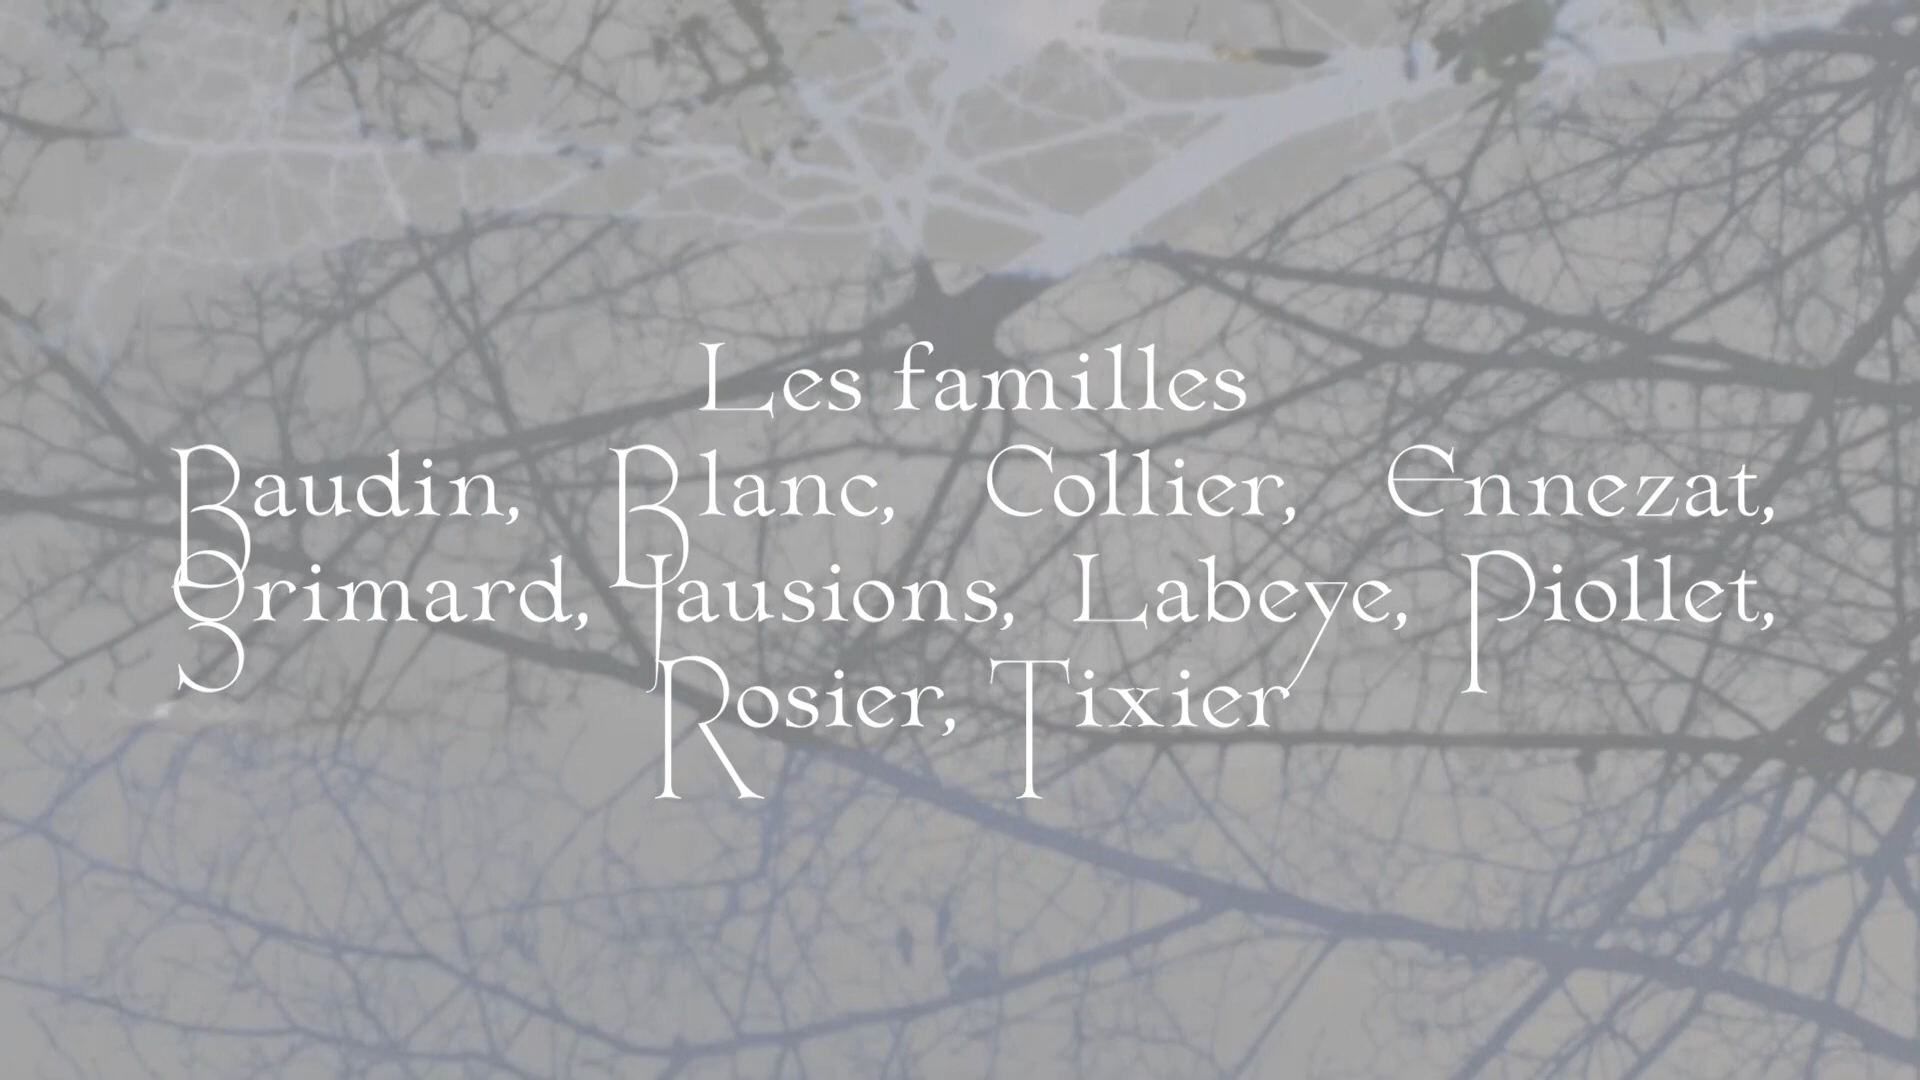 Les familles
Baudin, Blanc, Collier, Ennezat,
Grimard, Jausions, Labeye, Piollet,
Rosier, Tixier